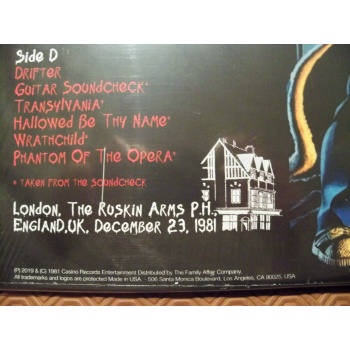 Side D
Drifter
Guitar Soundcheck*
Transylvania*
Hallowed Be Thy Name*
Wrathchild*
Phantom Of The Opera*
* Taken from the soundcheck
London, The Ruskin Arms P.H.,
England,UK, December 23, 1981
(P) 2019 & (C) 1981 Casino Records Entertainment Distributed by The Family Affair Company.
All trademarks and logos are protected Made in USA. - 506 Santa Monica Boulevard, Los Angeles, CA 90025, USA